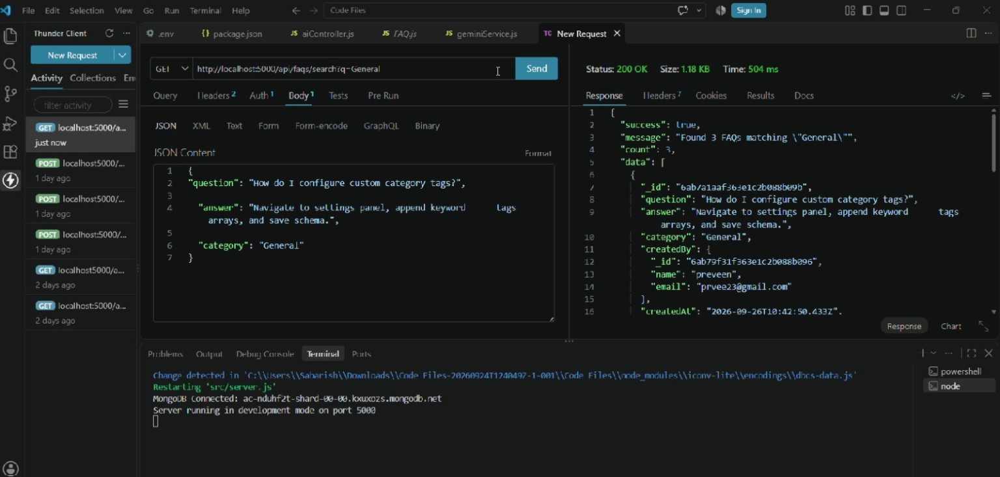 File Edit Selection View Go Run Terminal Help
Code Files
Sign In
Thunder Client
New Request
Activity Collections En
filter activity
GET localhost:5000/a...
just now
POST localhost5000/...
1 day ago
POST localhost5000/...
1 day ago
POST localhost5000/...
1 day ago
GET localhost5000/a...
2 days ago
GET localhost:5000/a...
2 days ago
.env {} package.json JS aiController.js JS FAQ.js JS geminiService.js TC New Request
GET http://localhost:5000/api/faqs/search?q=General Send
Query Headers 2 Auth 1 Body 1 Tests Pre Run
JSON XML Text Form Form-encode GraphQL Binary
JSON Content Format
1 {
2 "question": "How do I configure custom category tags?",
3
4 "answer": "Navigate to settings panel, append keyword tags
arrays, and save schema.",
5
6 "category": "General"
7 }
Status: 200 OK Size: 1.18 KB Time: 504 ms
Response Headers 7 Cookies Results Docs </>
1 {
2 "success": true,
3 "message": "Found 3 FAQs matching \"General\"",
4 "count": 3,
5 "data": [
6 {
7 "_id": "6ab7a1aaf363e1c2b088b09b",
8 "question": "How do I configure custom category tags?",
9 "answer": "Navigate to settings panel, append keyword tags
arrays, and save schema.",
10 "category": "General",
11 "createdBy": {
12 "_id": "6ab79f31f363e1c2b088b096",
13 "name": "preveen",
14 "email": "prvee23@gmail.com"
15 },
16 "createdAt": "2026-09-26T10:42:50.433Z".
Response Chart
Problems Output Debug Console Terminal Ports
Change detected in 'C:\\Users\\Sabarish\\Downloads\\Code Files-20260924T124049Z-1-001\\Code Files\\node_modules\\iconv-lite\\encodings\\dbcs-data.js'
Restarting 'src/server.js'
MongoDB Connected: ac-nduhf2t-shard-00-00.kxuxozs.mongodb.net
Server running in development mode on port 5000
powershell
node